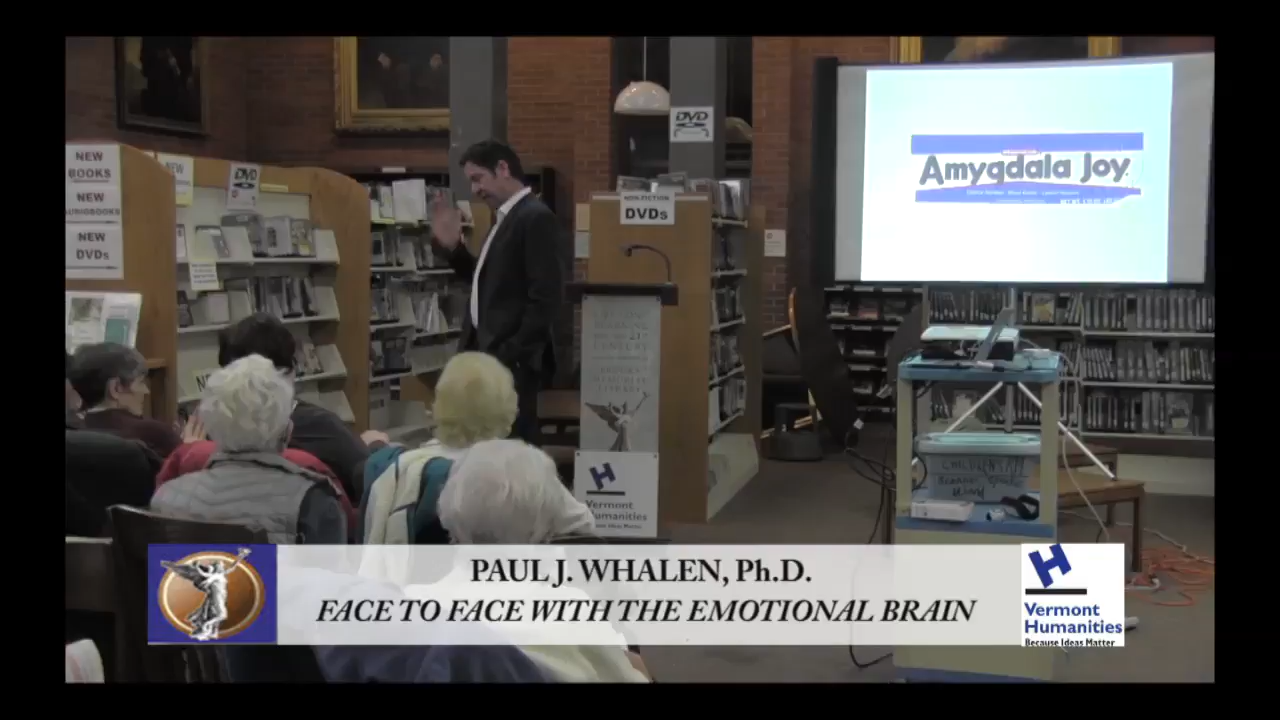 NEW
BOOKS
NEW
AUDIOBOOKS
NEW
DVDs
NEW
DVD
DVD
NON-FICTION
DVDs
Amygdala Joy
Vermont
Humanities
PAUL J. WHALEN, Ph.D.
FACE TO FACE WITH THE EMOTIONAL BRAIN
Vermont
Humanities
Because Ideas Matter